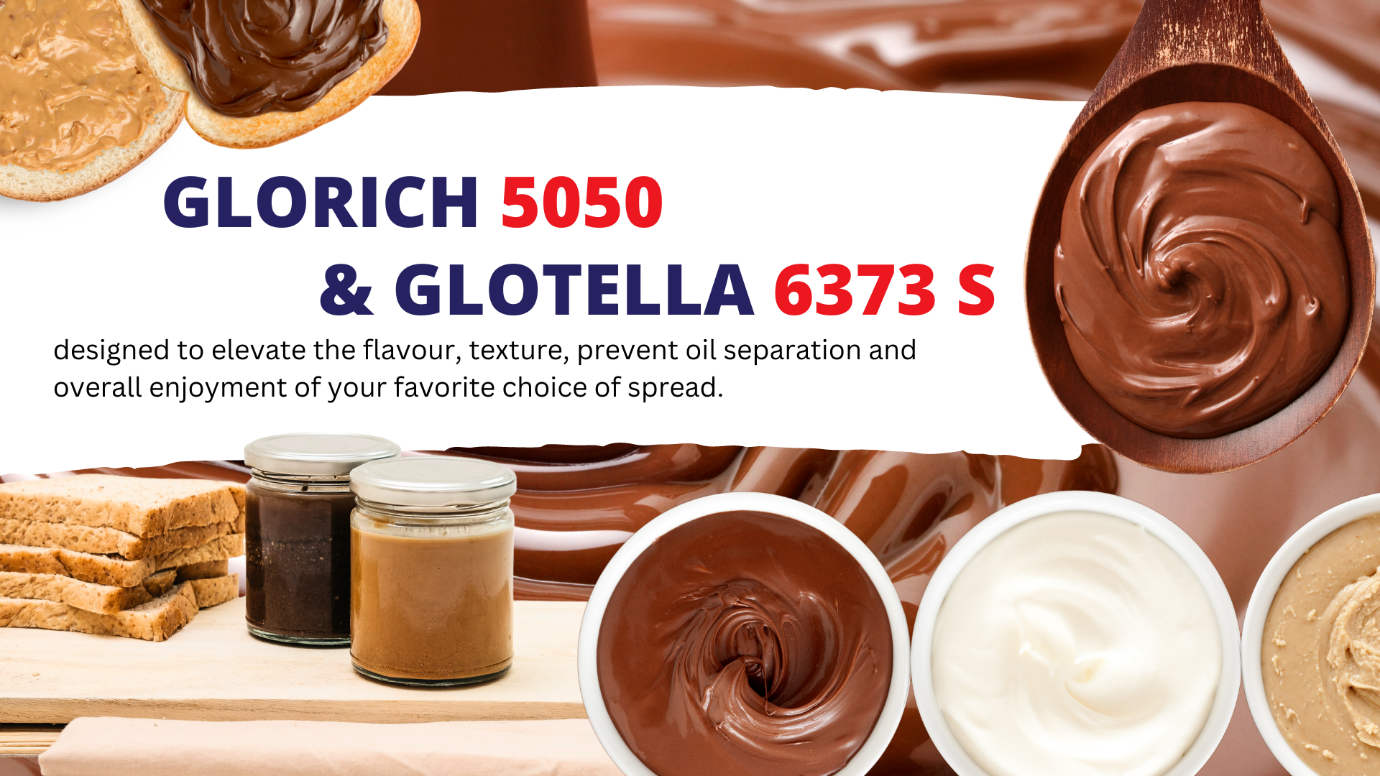 GLORICH 5050
& GLOTELLA 6373 S
designed to elevate the flavour, texture, prevent oil separation and
overall enjoyment of your favorite choice of spread.